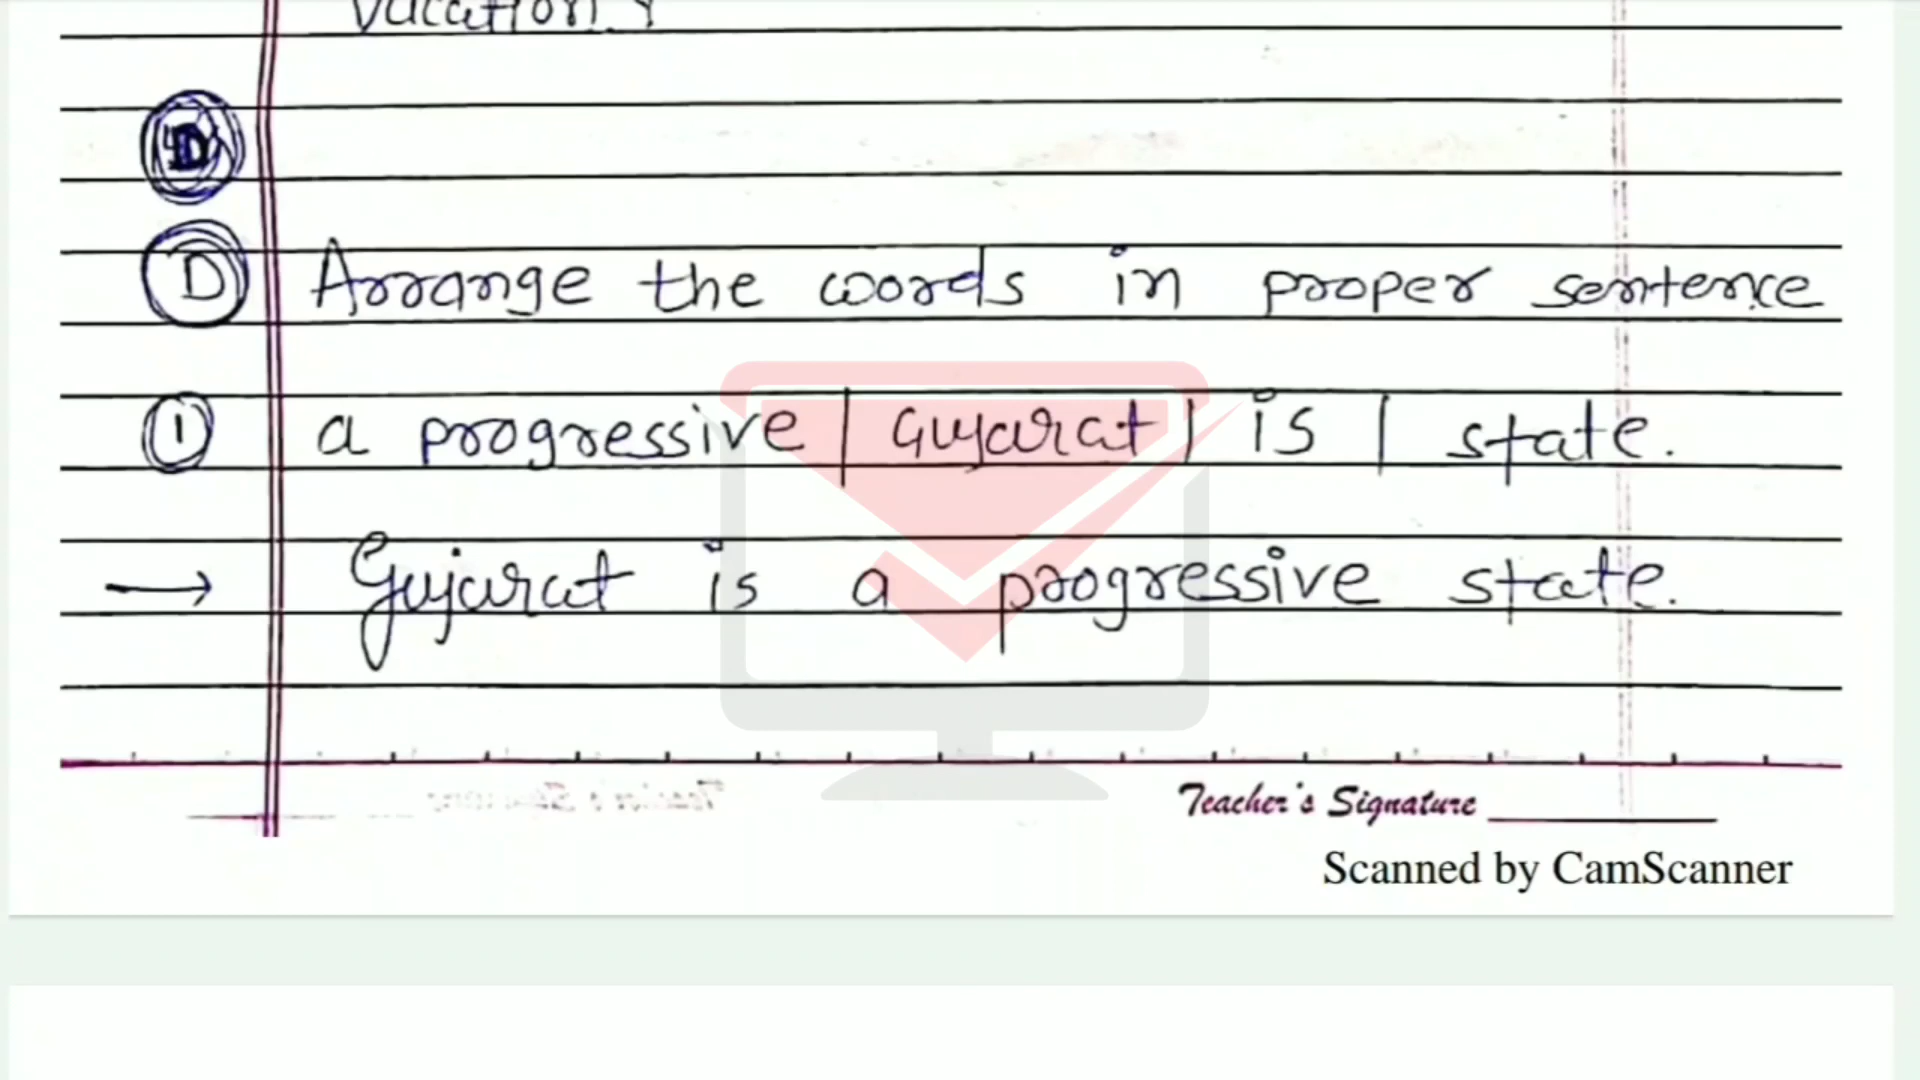 vacation.
D
D Arrange the words in proper sentence
1 a progressive | Gujarat | is | state.
→ Gujarat is a progressive state.
Teacher's Signature
Scanned by CamScanner